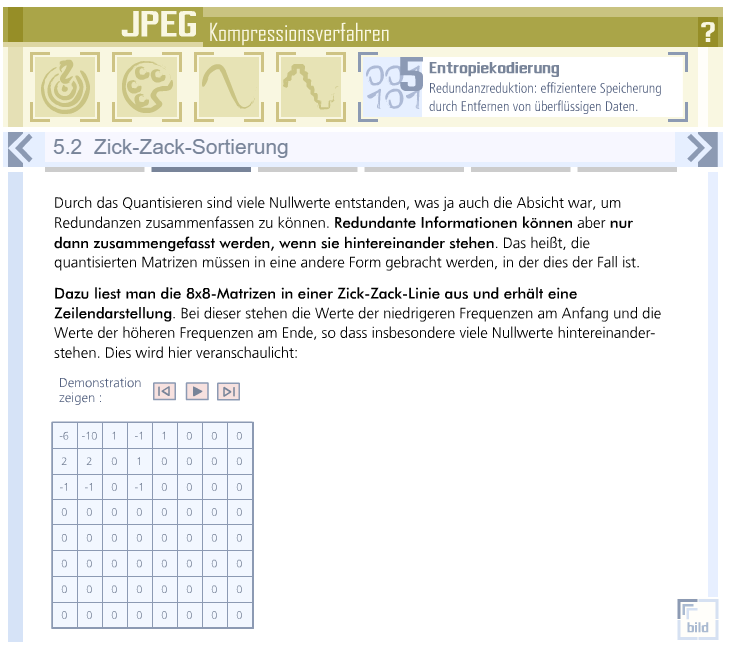 JPEG Kompressionsverfahren ?
5 Entropiekodierung
Redundanzreduktion: effizientere Speicherung
durch Entfernen von überflüssigen Daten.
5.2 Zick-Zack-Sortierung
Durch das Quantisieren sind viele Nullwerte entstanden, was ja auch die Absicht war, um
Redundanzen zusammenfassen zu können. Redundante Informationen können aber nur
dann zusammengefasst werden, wenn sie hintereinander stehen. Das heißt, die
quantisierten Matrizen müssen in eine andere Form gebracht werden, in der dies der Fall ist.
Dazu liest man die 8x8-Matrizen in einer Zick-Zack-Linie aus und erhält eine
Zeilendarstellung. Bei dieser stehen die Werte der niedrigeren Frequenzen am Anfang und die
Werte der höheren Frequenzen am Ende, so dass insbesondere viele Nullwerte hintereinander-
stehen. Dies wird hier veranschaulicht:
Demonstration
zeigen :
-6 -10 1 -1 1 0 0 0
2 2 0 1 0 0 0 0
-1 -1 0 -1 0 0 0 0
0 0 0 0 0 0 0 0
0 0 0 0 0 0 0 0
0 0 0 0 0 0 0 0
0 0 0 0 0 0 0 0
0 0 0 0 0 0 0 0
bild